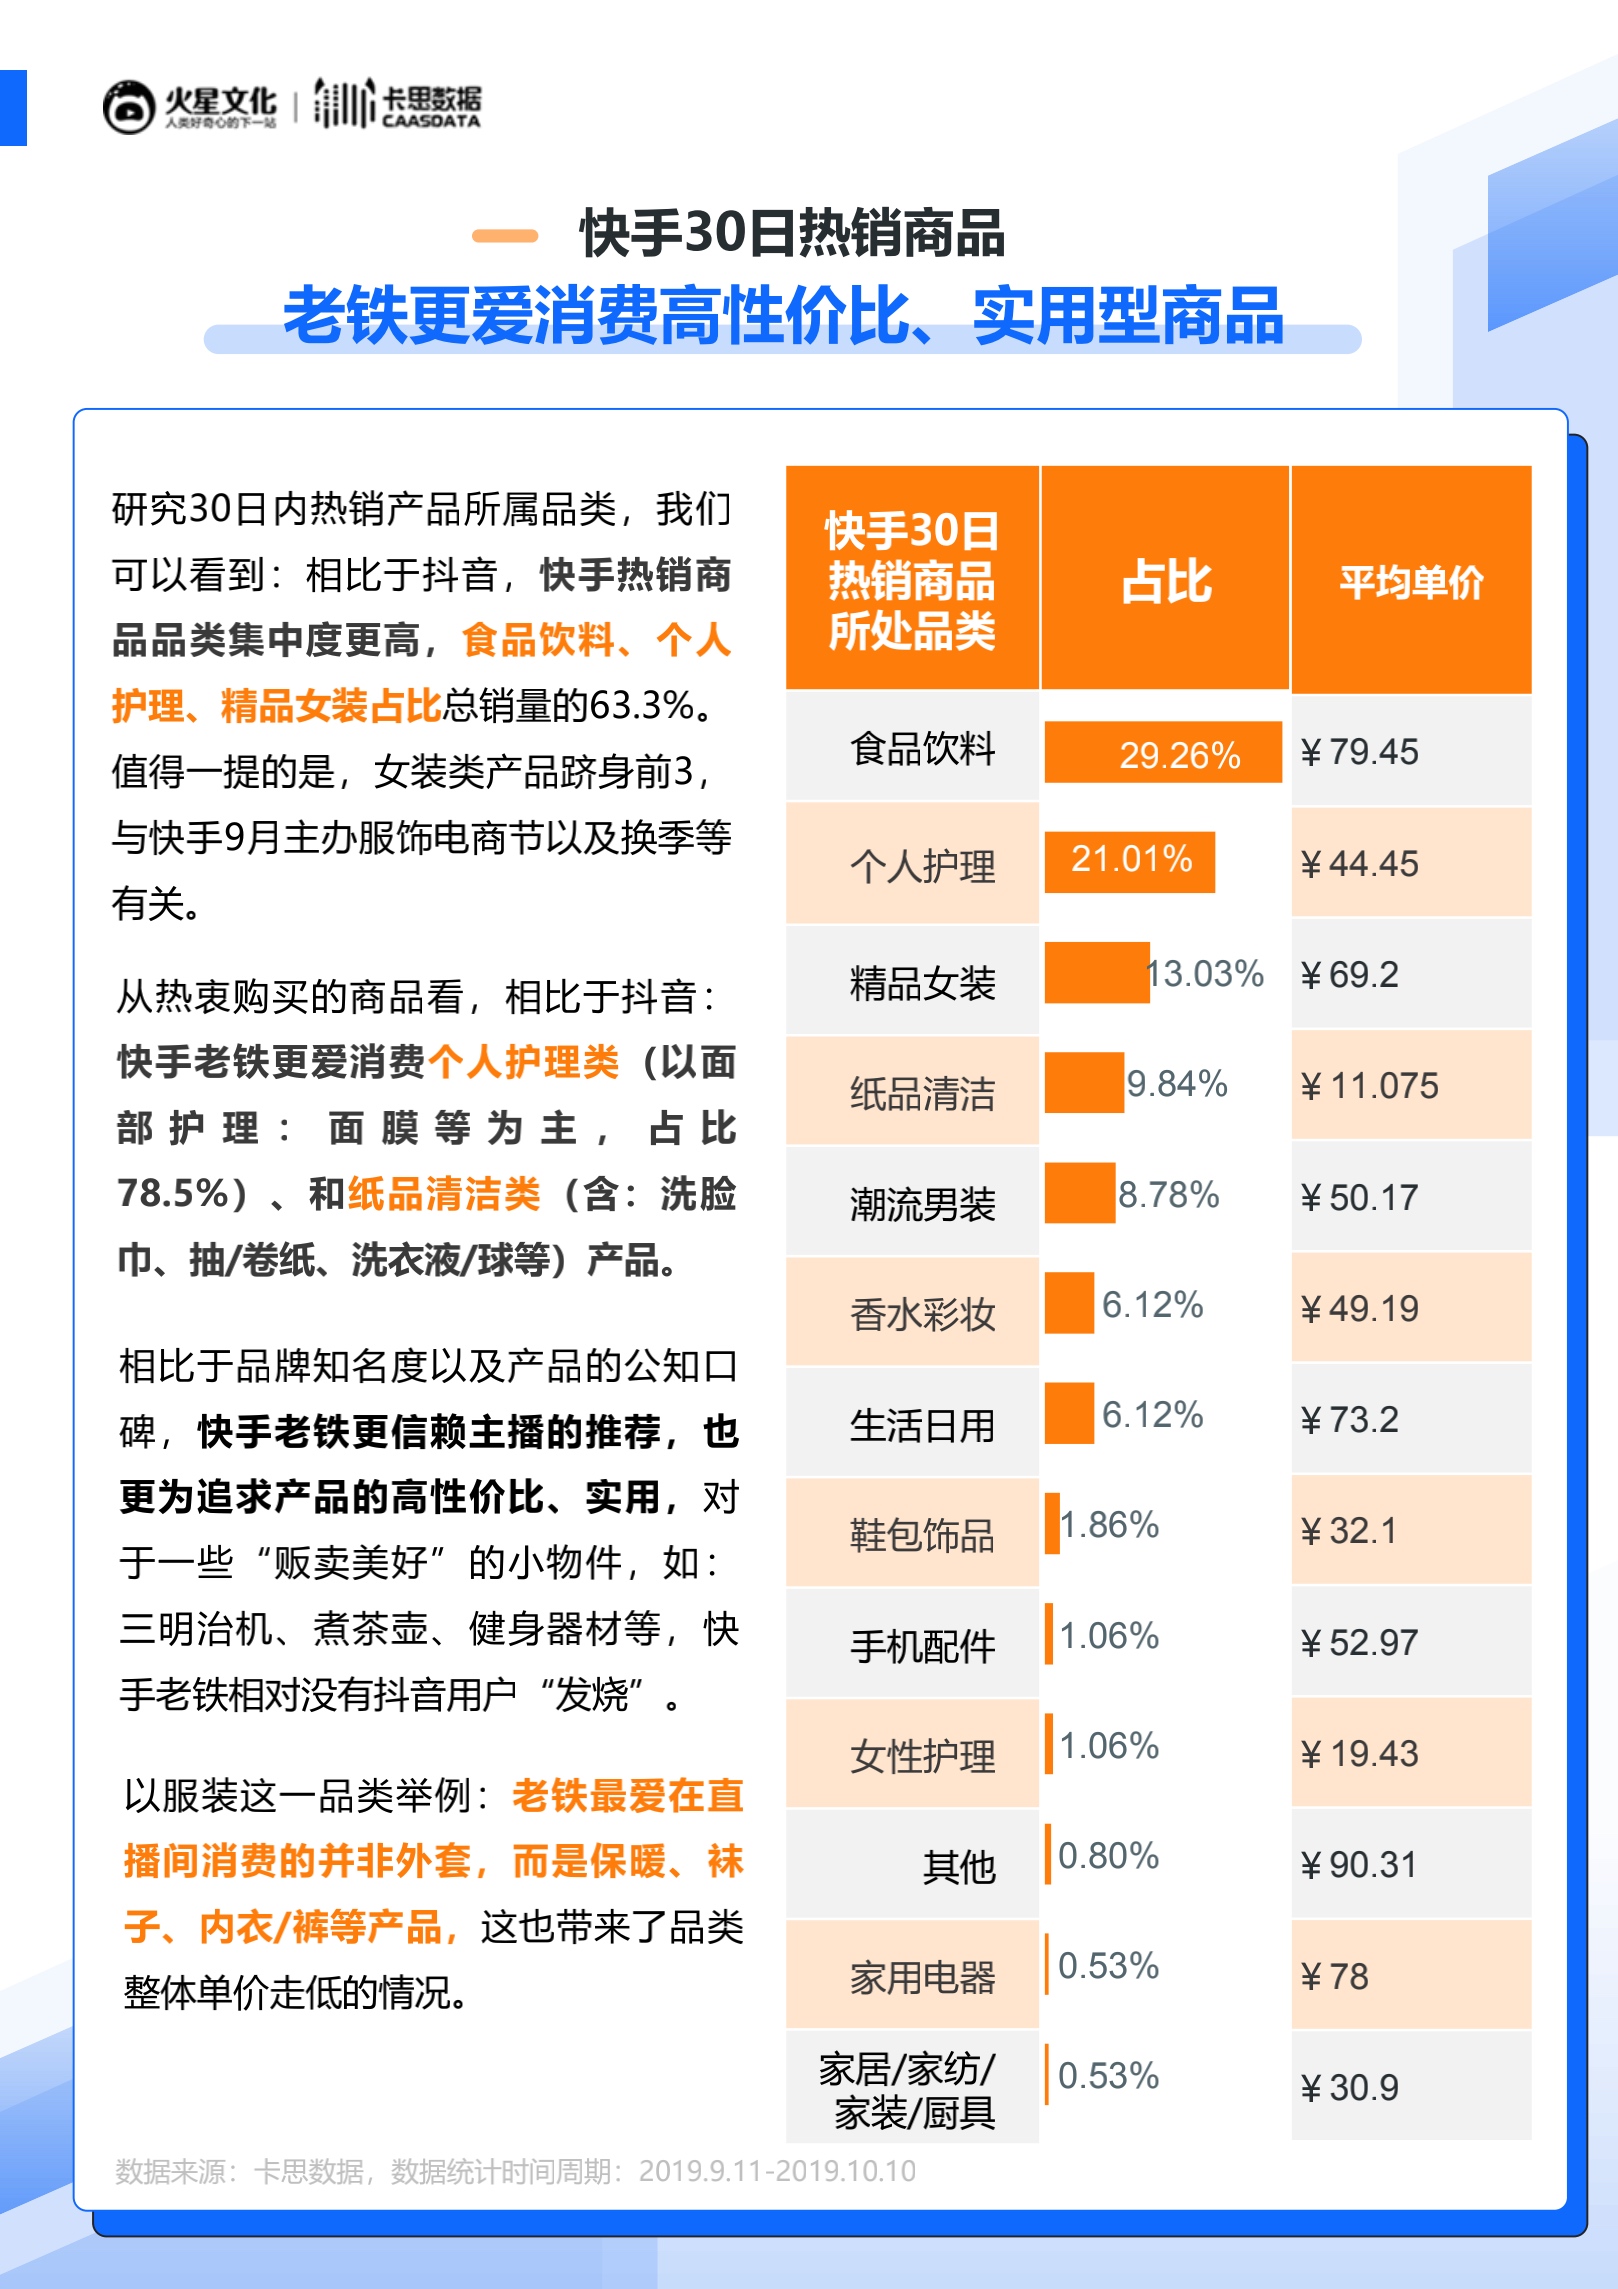 火星文化
人类好奇心的下一站
卡思数据
CAASDATA
快手30日热销商品
老铁更爱消费高性价比、实用型商品
研究30日内热销产品所属品类，我们
可以看到：相比于抖音，快手热销商
品品类集中度更高，食品饮料、个人
护理、精品女装占比总销量的63.3%。
值得一提的是，女装类产品跻身前3，
与快手9月主办服饰电商节以及换季等
有关。
从热衷购买的商品看，相比于抖音：
快手老铁更爱消费个人护理类（以面
部护理：面膜等为主，占比
78.5%）、和纸品清洁类（含：洗脸
巾、抽/卷纸、洗衣液/球等）产品。
相比于品牌知名度以及产品的公知口
碑，快手老铁更信赖主播的推荐，也
更为追求产品的高性价比、实用，对
于一些“贩卖美好”的小物件，如：
三明治机、煮茶壶、健身器材等，快
手老铁相对没有抖音用户“发烧”。
以服装这一品类举例：老铁最爱在直
播间消费的并非外套，而是保暖、袜
子、内衣/裤等产品，这也带来了品类
整体单价走低的情况。
快手30日
热销商品
所处品类
占比
平均单价
食品饮料 29.26% ¥ 79.45
个人护理 21.01% ¥ 44.45
精品女装 13.03% ¥ 69.2
纸品清洁 9.84% ¥ 11.075
潮流男装 8.78% ¥ 50.17
香水彩妆 6.12% ¥ 49.19
生活日用 6.12% ¥ 73.2
鞋包饰品 1.86% ¥ 32.1
手机配件 1.06% ¥ 52.97
女性护理 1.06% ¥ 19.43
其他 0.80% ¥ 90.31
家用电器 0.53% ¥ 78
家居/家纺/
家装/厨具 0.53% ¥ 30.9
数据来源：卡思数据，数据统计时间周期：2019.9.11-2019.10.10